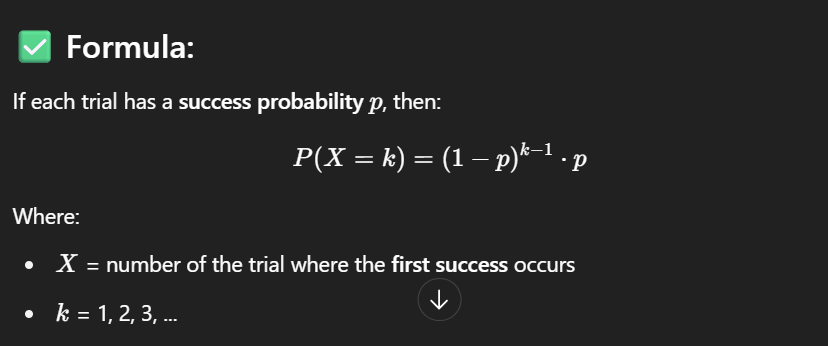 ✅ Formula:
If each trial has a success probability p, then:
P(X = k) = (1 − p)^{k−1} · p
Where:
• X = number of the trial where the first success occurs
• k = 1, 2, 3, ...